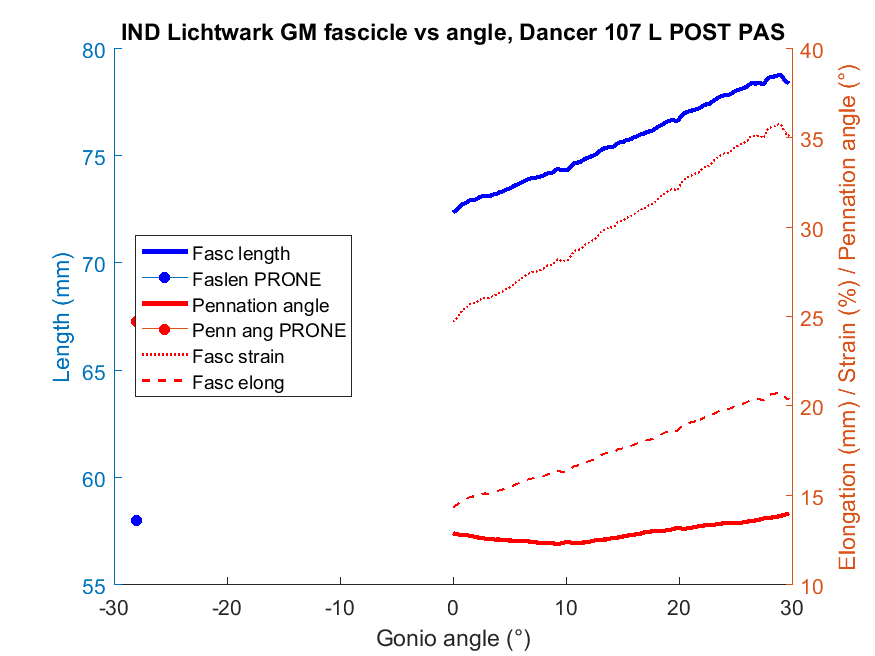 IND Lichtwark GM fascicle vs angle, Dancer 107 L POST PAS
80
75
70
65
60
55
Length (mm)
40
35
30
25
20
15
10
Elongation (mm) / Strain (%) / Pennation angle (°)
Fasc length
Faslen PRONE
Pennation angle
Penn ang PRONE
Fasc strain
Fasc elong
-30 -20 -10 0 10 20 30
Gonio angle (°)